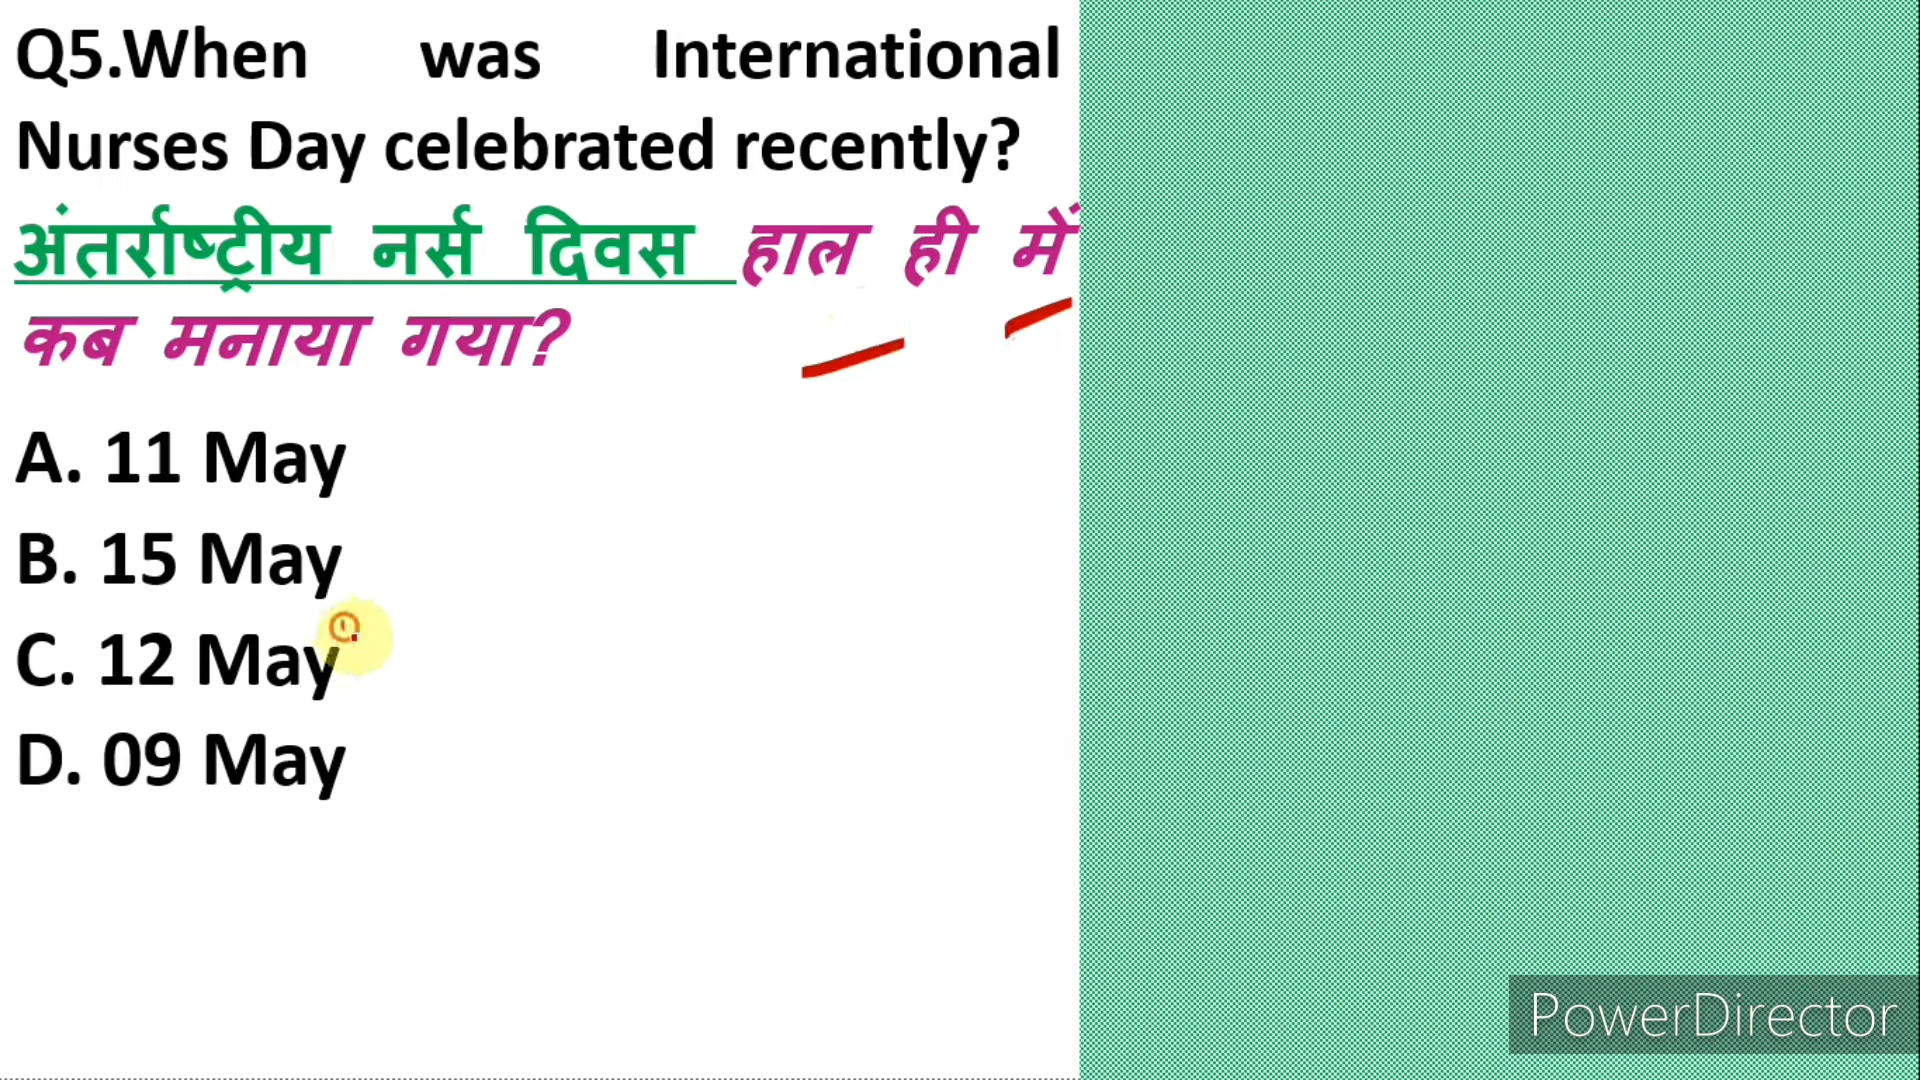 Q5.When was International
Nurses Day celebrated recently?
अंतर्राष्ट्रीय नर्स दिवस हाल ही में
कब मनाया गया?
A. 11 May
B. 15 May
C. 12 May
D. 09 May
PowerDirector